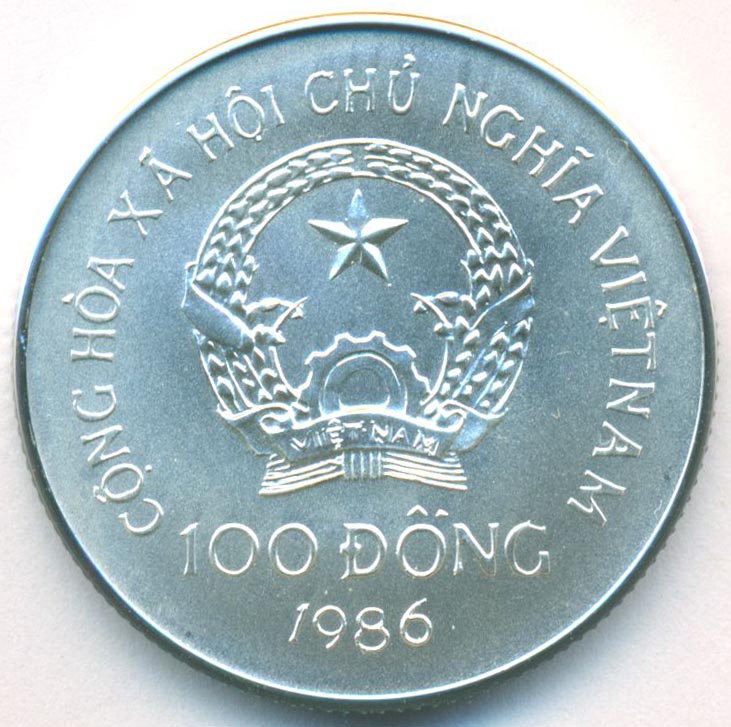 CỘNG HÒA XÃ HỘI CHỦ NGHĨA VIỆTNAM
VIỆT·NAM
100 ĐỒNG
1986